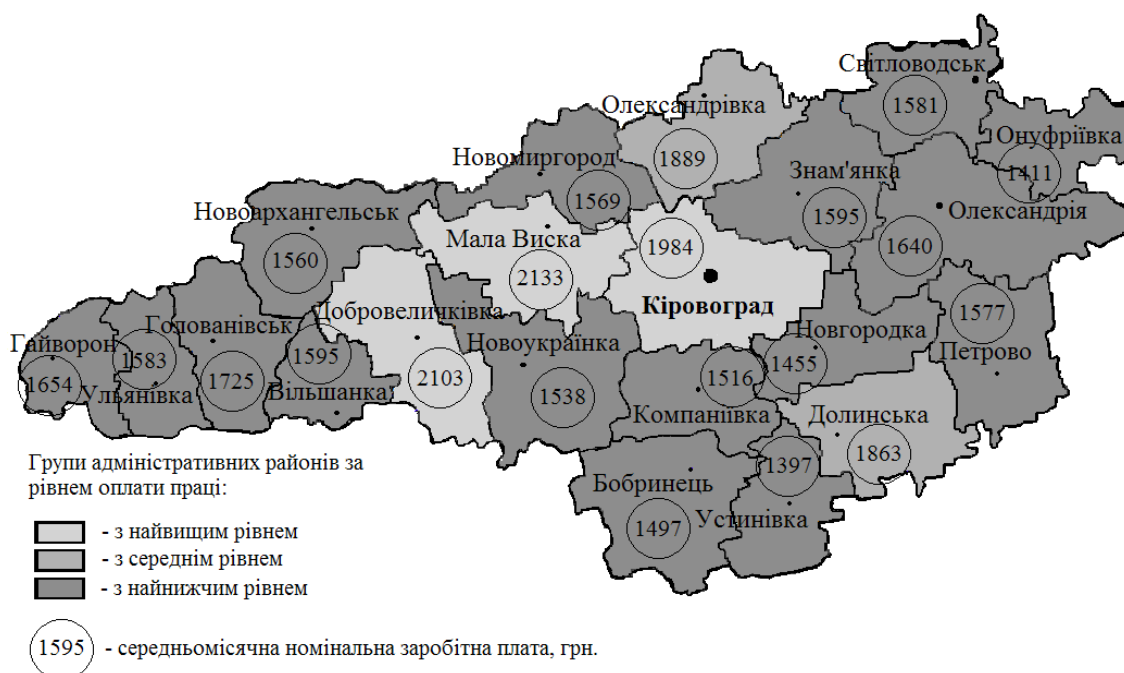 Світловодськ
1581
Олександрівка
1889
Онуфріївка
1411
Новомиргород
1569
Знам'янка
1595
Новоархангельськ
1560
Олександрія
1640
Мала Виска
2133
1984
Кіровоград
Добровеличківка
2103
Голованівськ
1725
Гайворон
1654
1583
Ульянівка
1595
Вільшанка
Новоукраїнка
1538
Новгородка
1455
1577
Петрово
1516
Компаніївка
Долинська
1863
1397
Устинівка
Бобринець
1497
Групи адміністративних районів за
рівнем оплати праці:
- з найвищим рівнем
- з середнім рівнем
- з найнижчим рівнем
1595 - середньомісячна номінальна заробітна плата, грн.